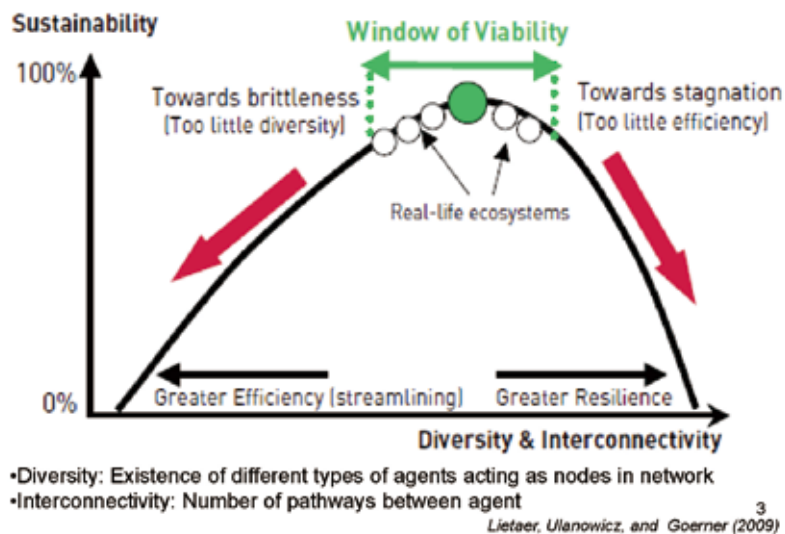 Sustainability
Window of Viability
100%
Towards brittleness
(Too little diversity)
Towards stagnation
(Too little efficiency)
Real-life ecosystems
0%
Greater Efficiency (streamlining)
Greater Resilience
Diversity & Interconnectivity
•Diversity: Existence of different types of agents acting as nodes in network
•Interconnectivity: Number of pathways between agent
3
Lietaer, Ulanowicz, and Goerner (2009)